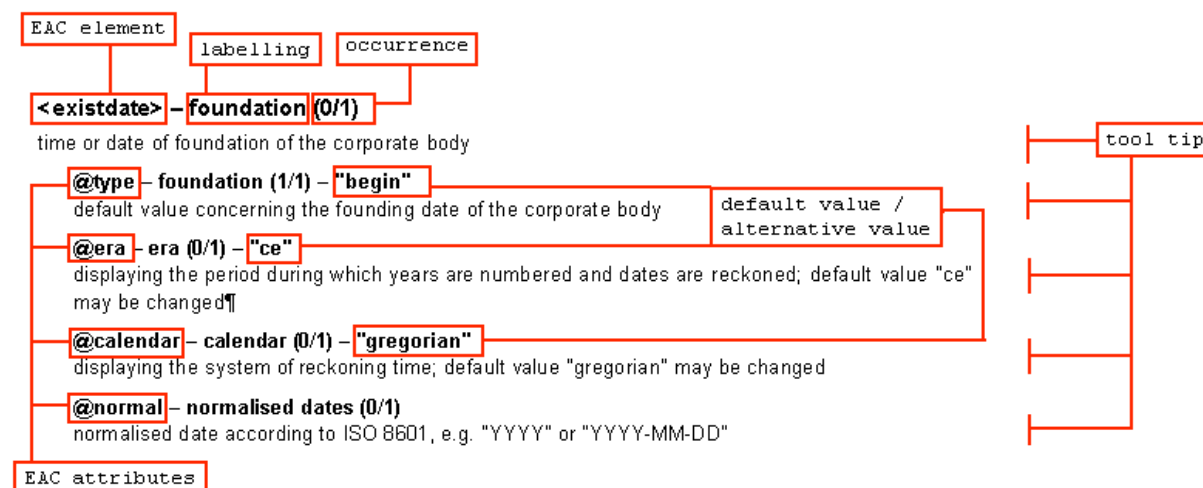 EAC element
labelling
occurrence
<existdate> – foundation (0/1)
time or date of foundation of the corporate body
tool tip
@type – foundation (1/1) – "begin"
default value concerning the founding date of the corporate body
default value /
alternative value
@era – era (0/1) – "ce"
displaying the period during which years are numbered and dates are reckoned; default value "ce"
may be changed¶
@calendar – calendar (0/1) – "gregorian"
displaying the system of reckoning time; default value "gregorian" may be changed
@normal – normalised dates (0/1)
normalised date according to ISO 8601, e.g. "YYYY" or "YYYY-MM-DD"
EAC attributes